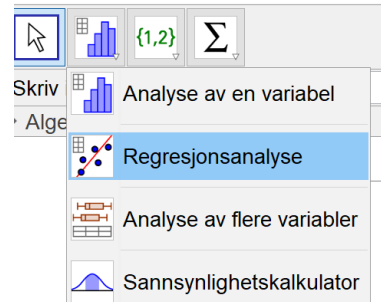 {1,2} Σ
Skriv
Analyse av en variabel
Alge
Regresjonsanalyse
Analyse av flere variabler
Sannsynlighetskalkulator